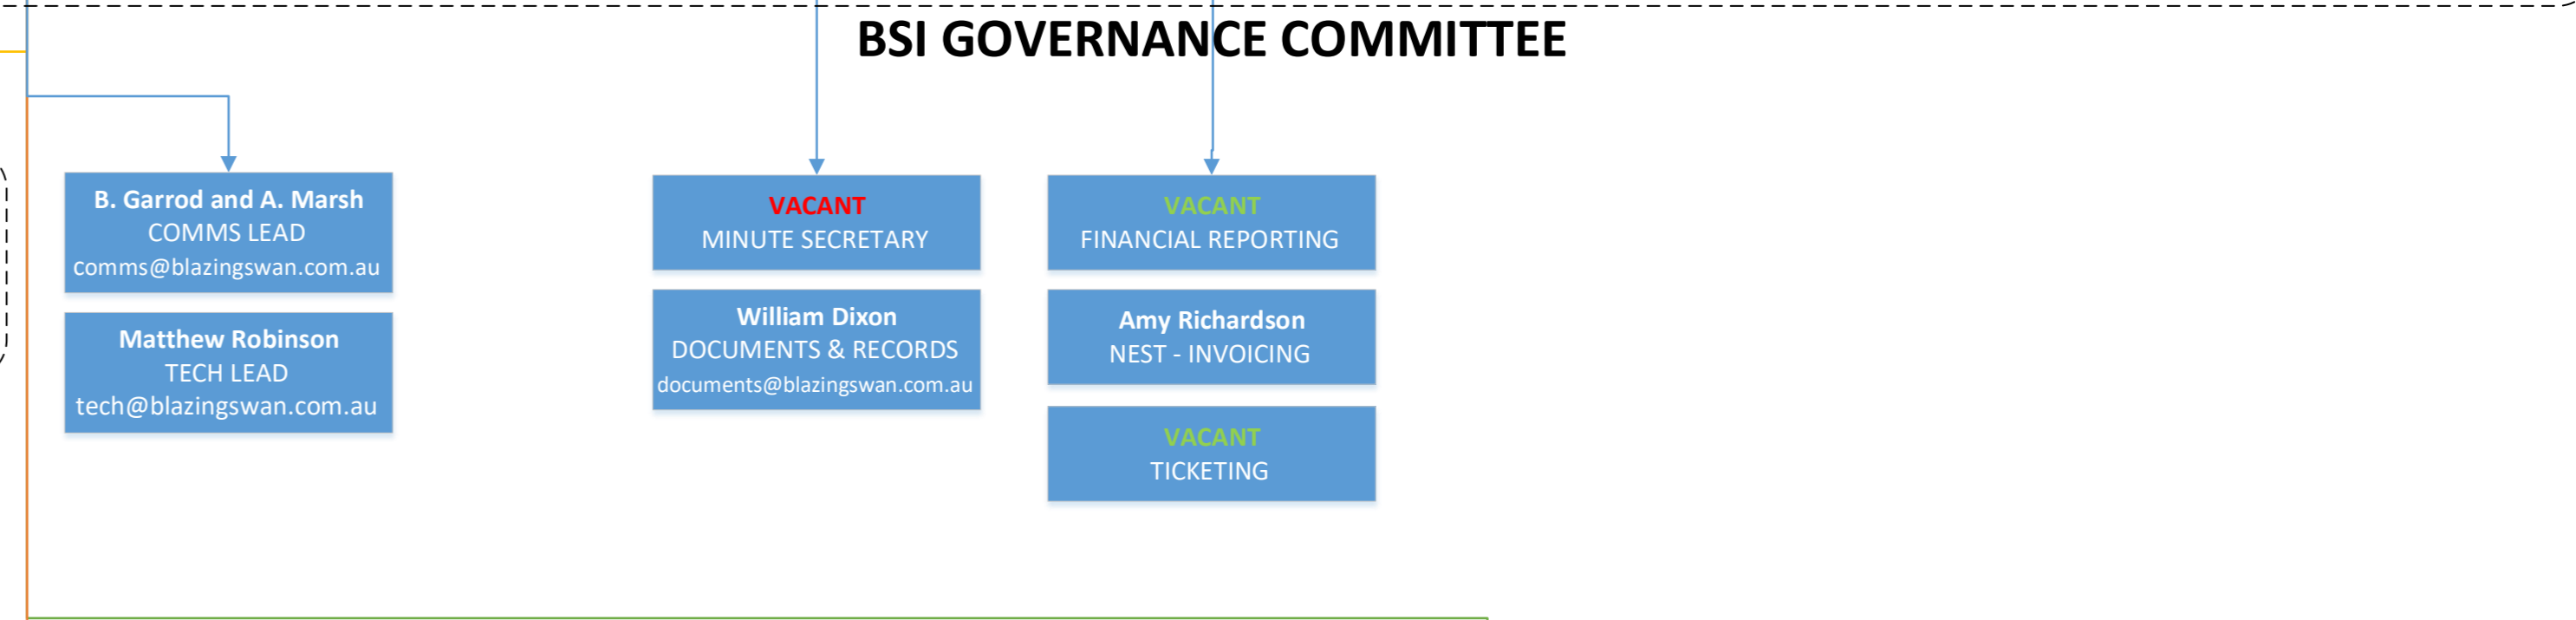 BSI GOVERNANCE COMMITTEE
B. Garrod and A. Marsh
COMMS LEAD
comms@blazingswan.com.au
Matthew Robinson
TECH LEAD
tech@blazingswan.com.au
VACANT
MINUTE SECRETARY
William Dixon
DOCUMENTS & RECORDS
documents@blazingswan.com.au
VACANT
FINANCIAL REPORTING
Amy Richardson
NEST - INVOICING
VACANT
TICKETING